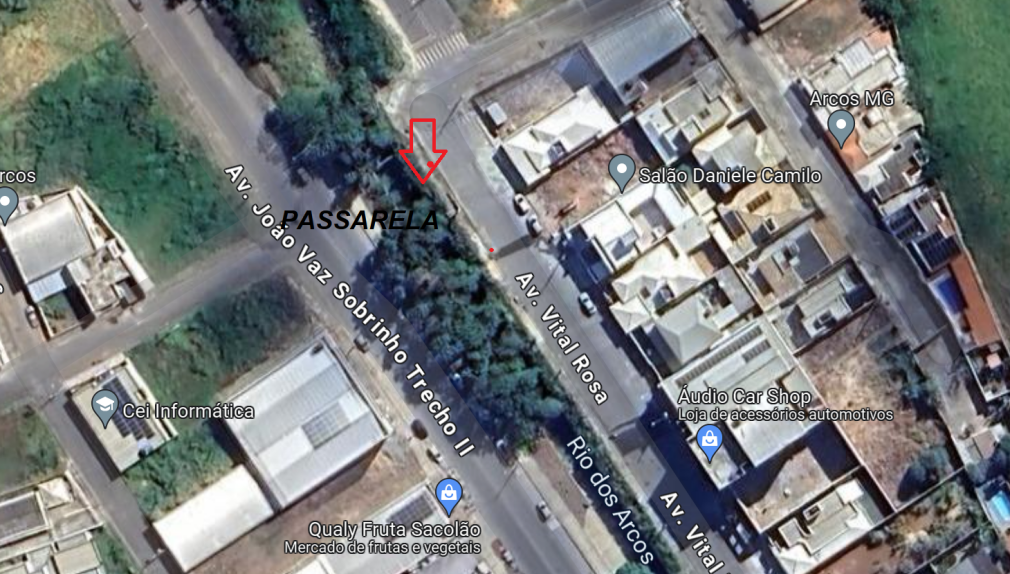 Arcos MG
rcos
Salão Daniele Camilo
PASSARELA
Av. João Vaz Sobrinho Trecho II
Av. Vital Rosa
Cei Informática
Áudio Car Shop
Loja de acessórios automotivos
Rio dos Arcos
Av. Vital
Qualy Fruta Sacolão
Mercado de frutas e vegetais